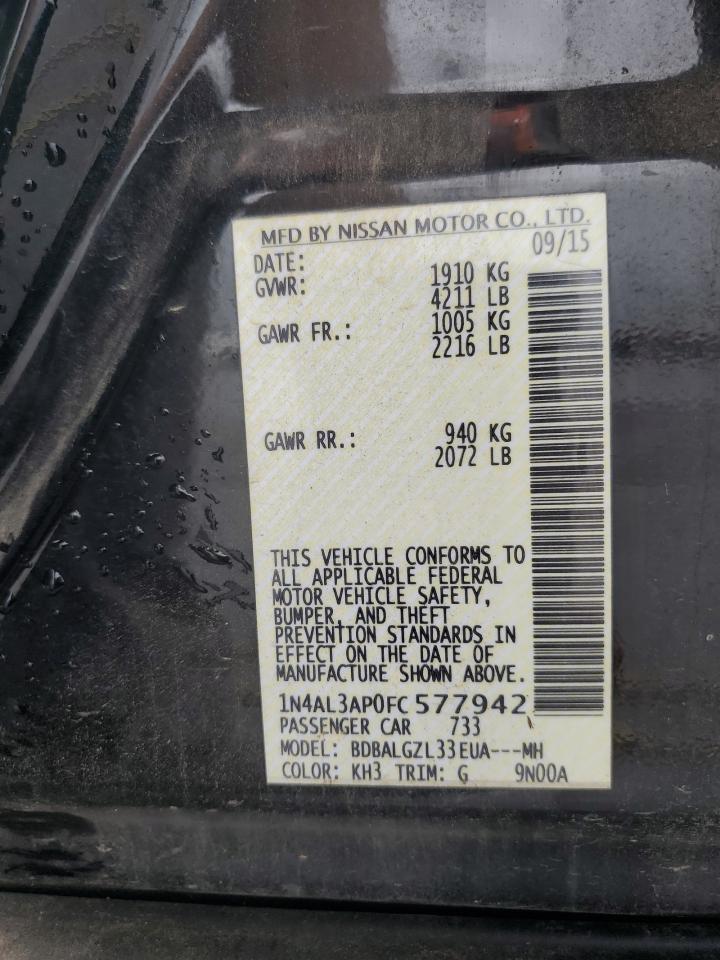 MFD BY NISSAN MOTOR CO., LTD.
DATE: 09/15
GVWR: 1910 KG
4211 LB
GAWR FR.: 1005 KG
2216 LB
GAWR RR.: 940 KG
2072 LB
THIS VEHICLE CONFORMS TO
ALL APPLICABLE FEDERAL
MOTOR VEHICLE SAFETY,
BUMPER, AND THEFT
PREVENTION STANDARDS IN
EFFECT ON THE DATE OF
MANUFACTURE SHOWN ABOVE.
1N4AL3AP0FC577942
PASSENGER CAR 733
MODEL: BDBALGZL33EUA---MH
COLOR: KH3 TRIM: G 9N00A